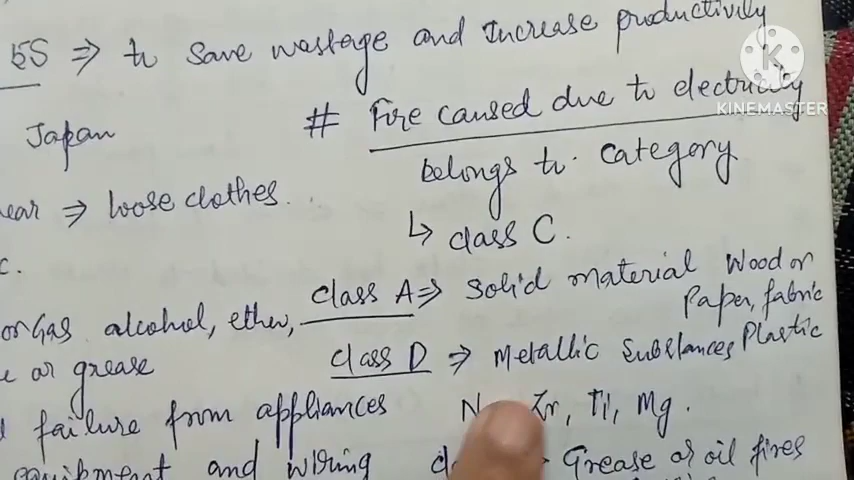 5S ⇒ to save wastage and Increase productivity
Japan
# Fire caused due to electricity
belongs to category
↳ class C.
wear ⇒ loose clothes.
c.
class A ⇒ Solid material Wood or
Paper, fabric
Plastic
or Gas alcohol, ether,
or grease
class D ⇒ Metallic Substances
Zr, Ti, Mg.
failure from appliances
equipment and wiring
Grease or oil fires
KINEMASTER